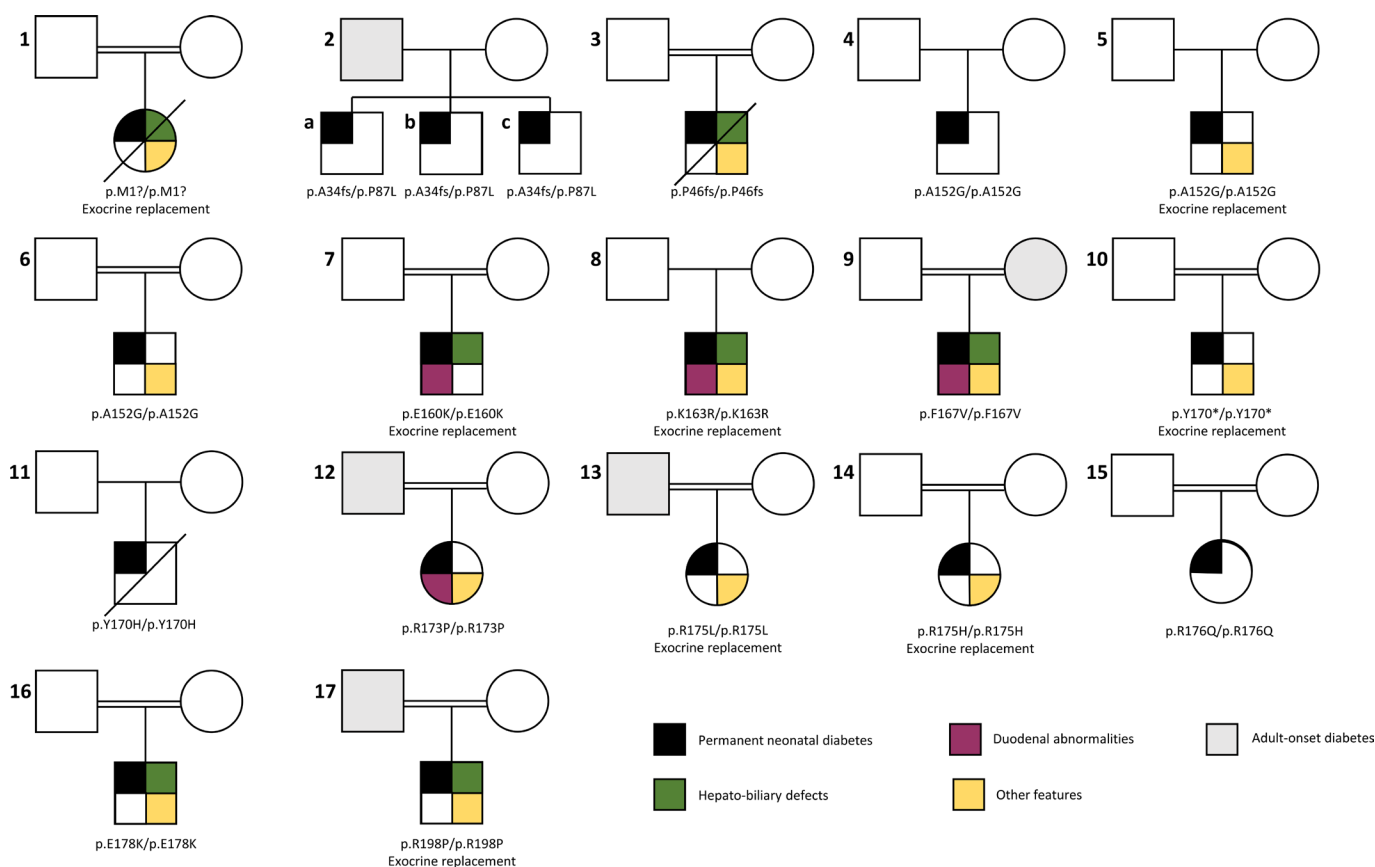 1
2
3
4
5
a
b
c
p.M1?/p.M1?
Exocrine replacement
p.A34fs/p.P87L
p.A34fs/p.P87L
p.A34fs/p.P87L
p.P46fs/p.P46fs
p.A152G/p.A152G
p.A152G/p.A152G
Exocrine replacement
6
7
8
9
10
p.A152G/p.A152G
p.E160K/p.E160K
Exocrine replacement
p.K163R/p.K163R
Exocrine replacement
p.F167V/p.F167V
p.Y170*/p.Y170*
Exocrine replacement
11
12
13
14
15
p.Y170H/p.Y170H
p.R173P/p.R173P
p.R175L/p.R175L
Exocrine replacement
p.R175H/p.R175H
Exocrine replacement
p.R176Q/p.R176Q
16
17
p.E178K/p.E178K
p.R198P/p.R198P
Exocrine replacement
Permanent neonatal diabetes
Duodenal abnormalities
Adult-onset diabetes
Hepato-biliary defects
Other features